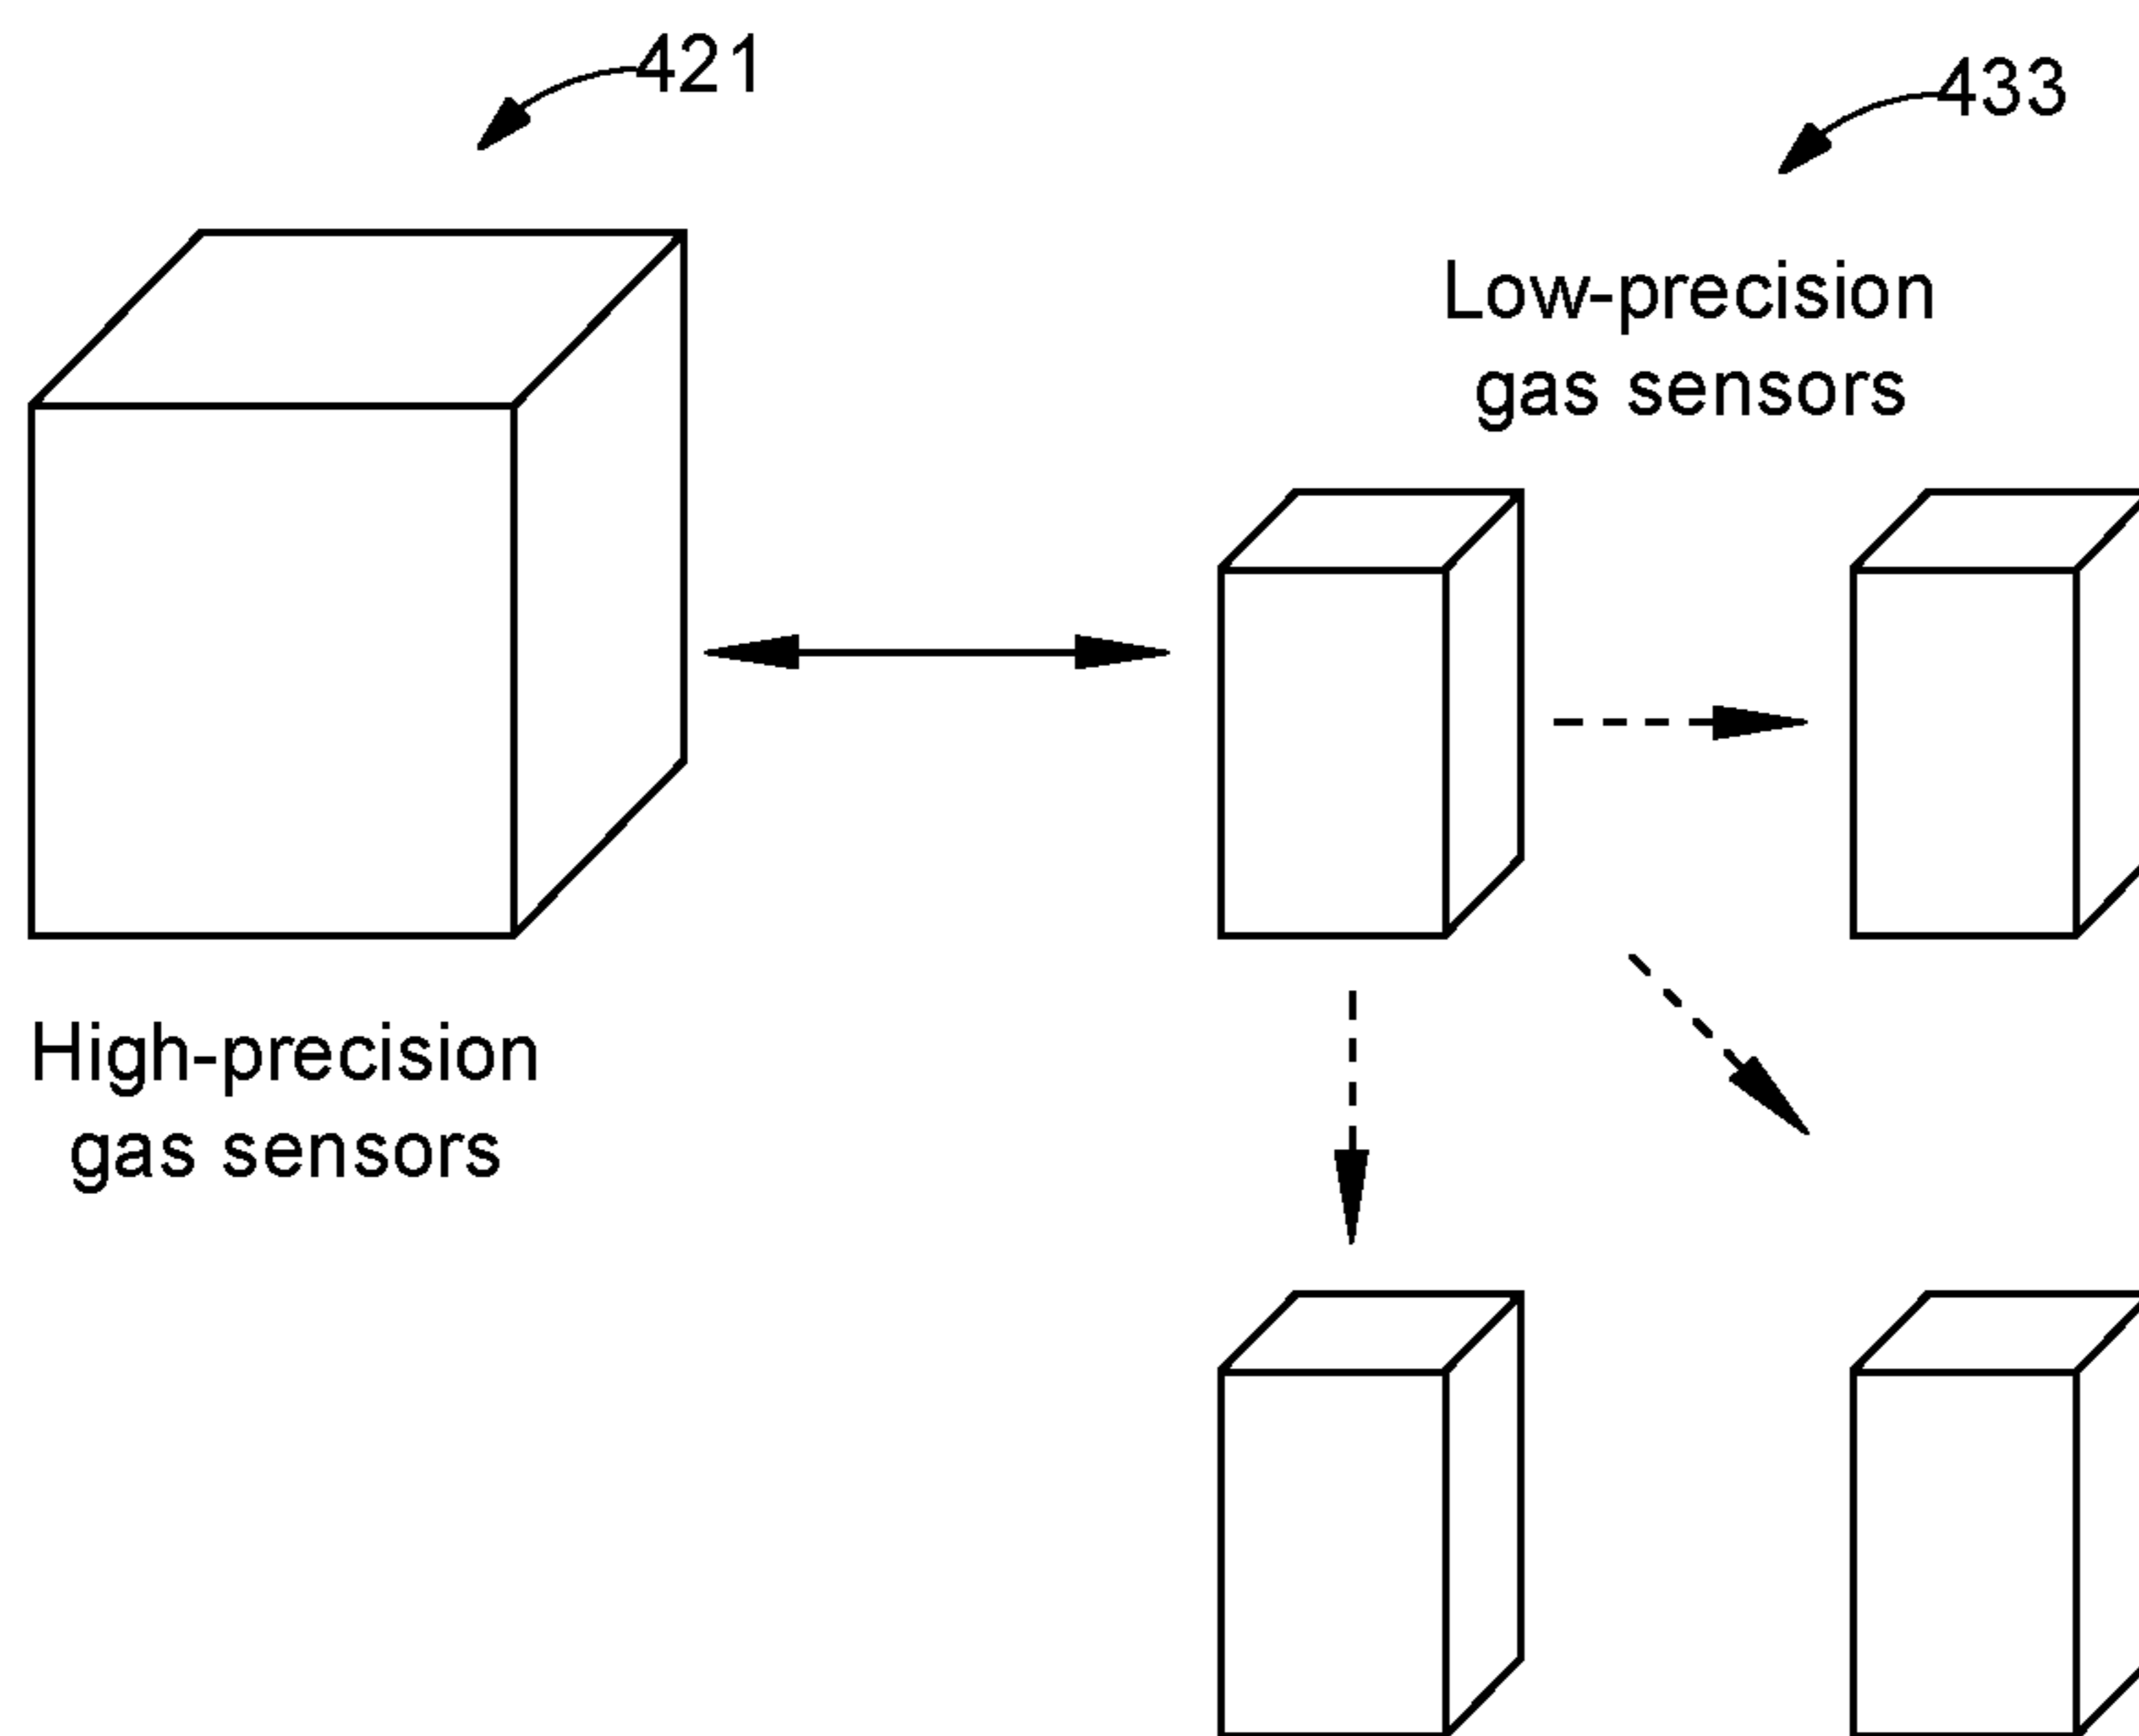 421
433
Low-precision
gas sensors
High-precision
gas sensors